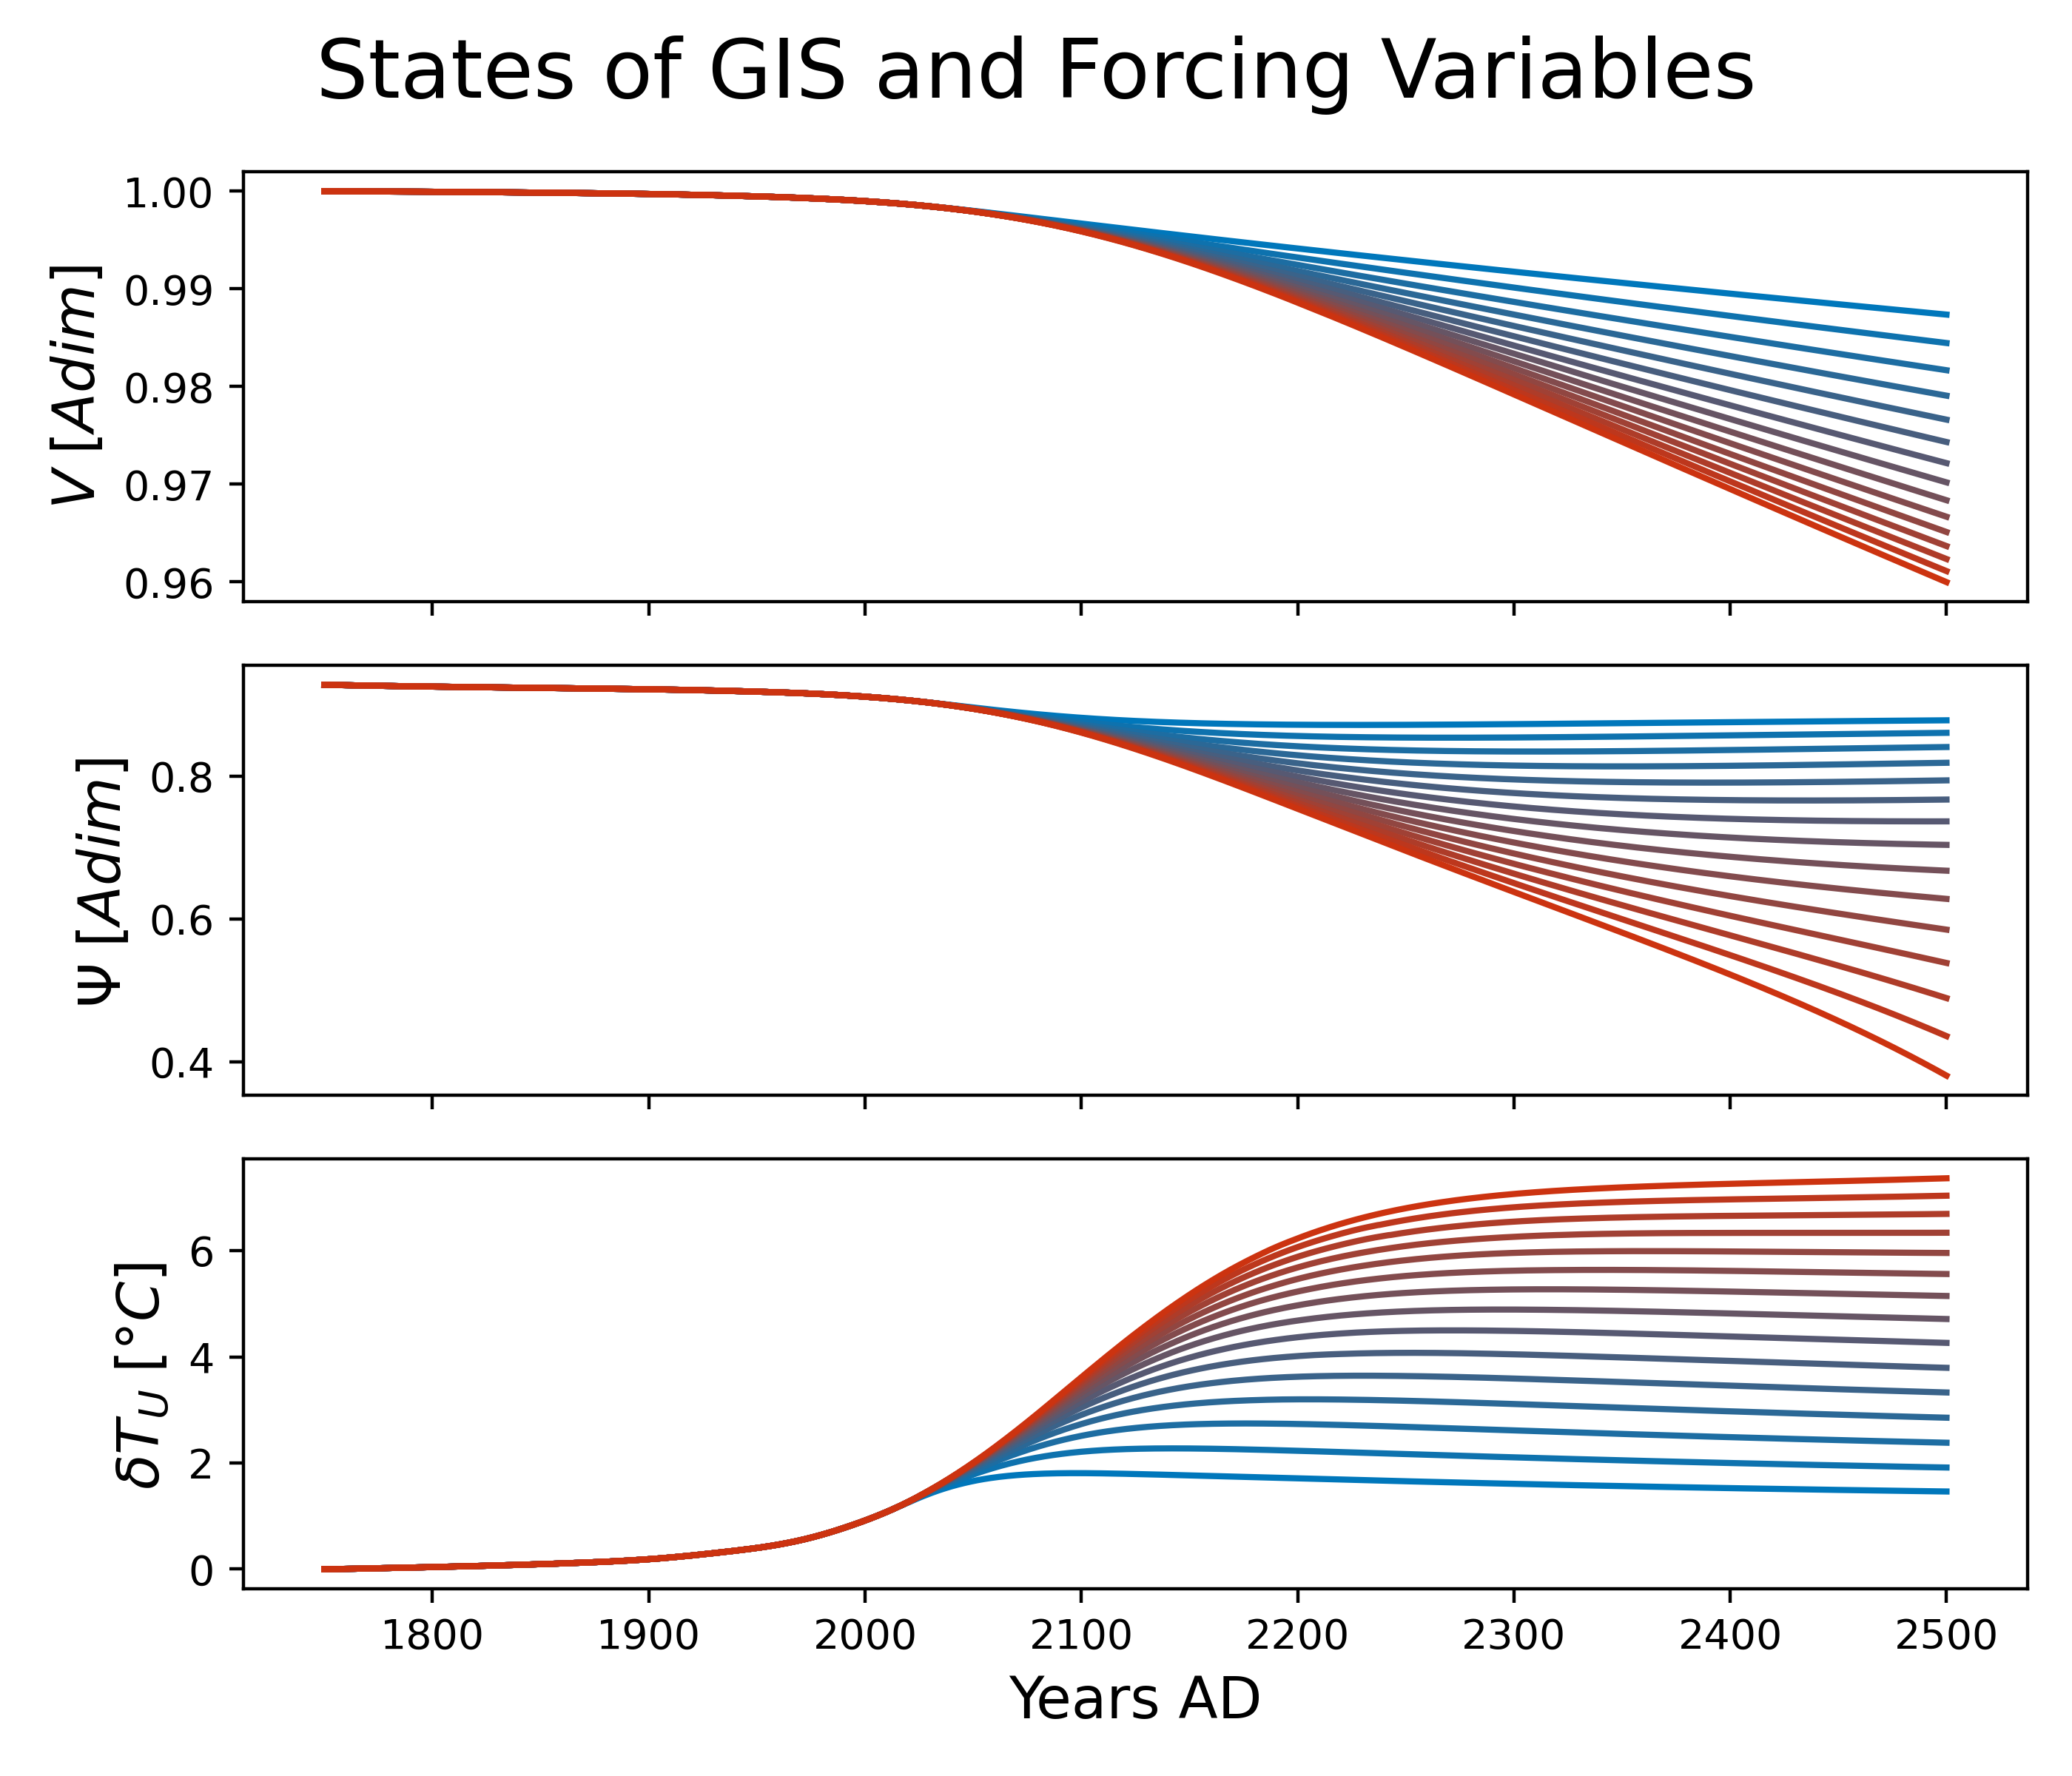 States of GIS and Forcing Variables
V [Adim]
1.00
0.99
0.98
0.97
0.96
Ψ [Adim]
0.8
0.6
0.4
δT_U [°C]
6
4
2
0
1800 1900 2000 2100 2200 2300 2400 2500
Years AD